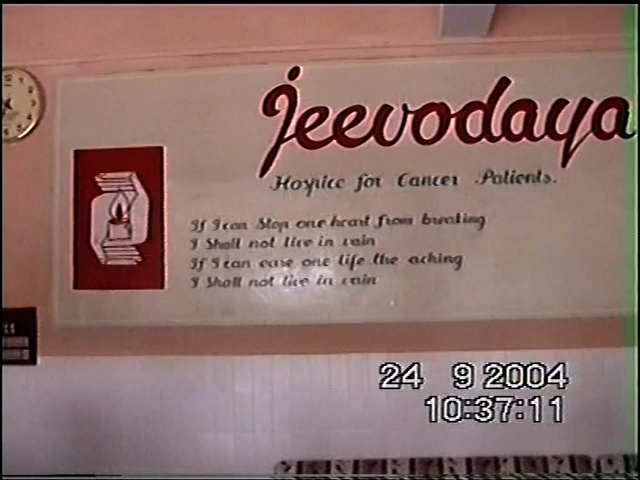 jeevodaya
Hospice for Cancer Patients.
If I can Stop one heart from breaking
I Shall not live in vain
If I can ease one life the aching
I Shall not live in vain
24 9 2004
10:37:11